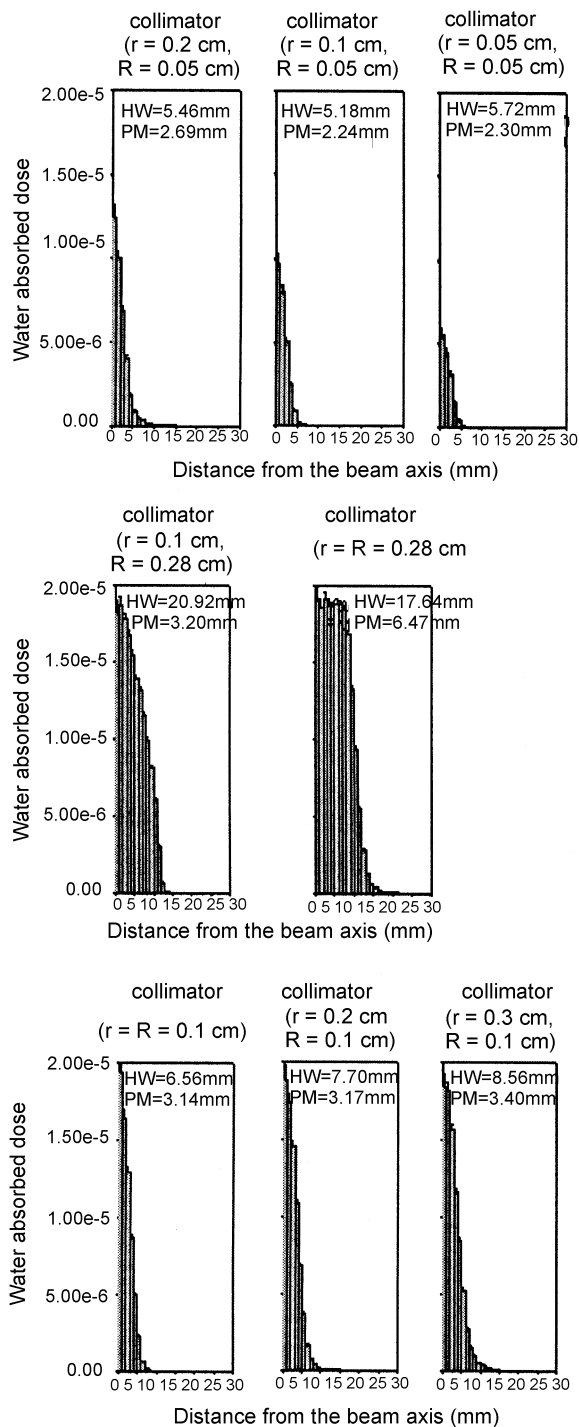 collimator
(r = 0.2 cm,
R = 0.05 cm)
collimator
(r = 0.1 cm,
R = 0.05 cm)
collimator
(r = 0.05 cm,
R = 0.05 cm)
Water absorbed dose
2.00e-5
1.50e-5
1.00e-5
5.00e-6
0.00
HW=5.46mm
PM=2.69mm
HW=5.18mm
PM=2.24mm
HW=5.72mm
PM=2.30mm
0 5 10 15 20 25 30
0 5 10 15 20 25 30
0 5 10 15 20 25 30
Distance from the beam axis (mm)
collimator
(r = 0.1 cm,
R = 0.28 cm)
collimator
(r = R = 0.28 cm
Water absorbed dose
2.00e-5
1.50e-5
1.00e-5
5.00e-6
0.00
HW=20.92mm
PM=3.20mm
HW=17.64mm
PM=6.47mm
0 5 10 15 20 25 30
0 5 10 15 20 25 30
Distance from the beam axis (mm)
collimator
(r = R = 0.1 cm)
collimator
(r = 0.2 cm
R = 0.1 cm)
collimator
(r = 0.3 cm,
R = 0.1 cm)
Water absorbed dose
2.00e-5
1.50e-5
1.00e-5
5.00e-6
0.00
HW=6.56mm
PM=3.14mm
HW=7.70mm
PM=3.17mm
HW=8.56mm
PM=3.40mm
0 5 10 15 20 25 30
0 5 10 15 20 25 30
0 5 10 15 20 25 30
Distance from the beam axis (mm)